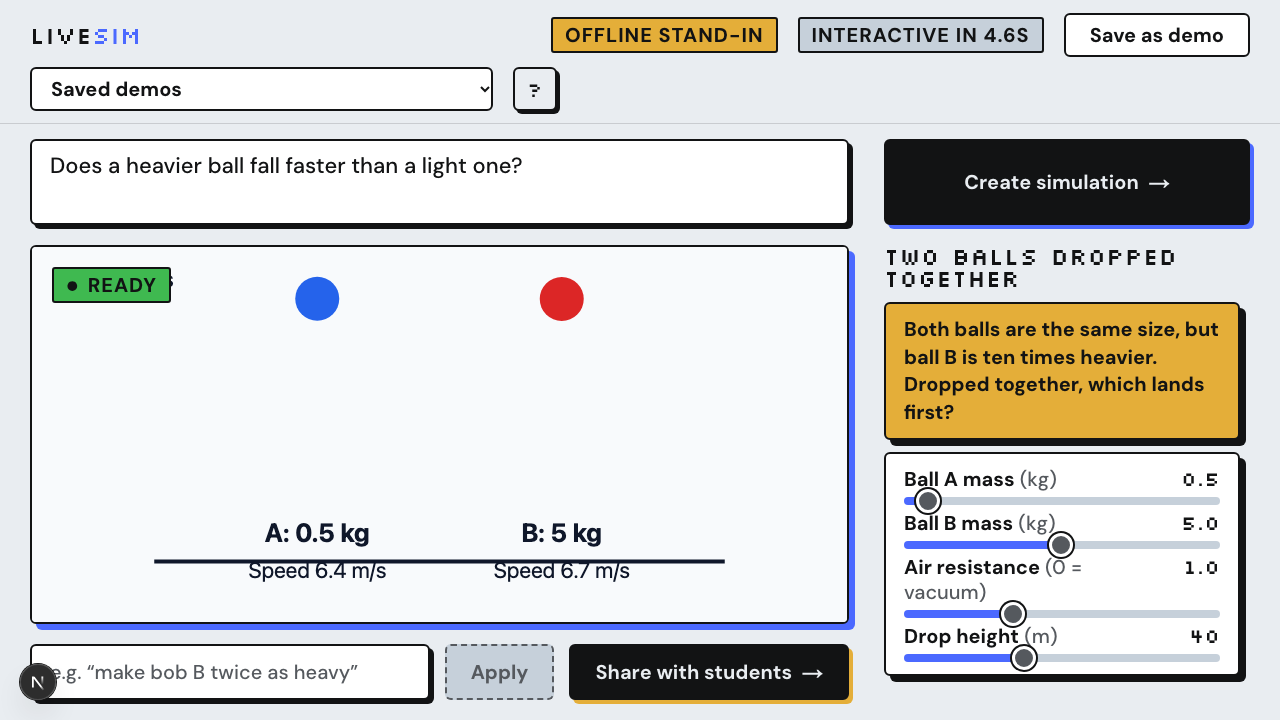 LIVESIM
OFFLINE STAND-IN
INTERACTIVE IN 4.6S
Save as demo
Saved demos
?
Does a heavier ball fall faster than a light one?
Create simulation →
● READY
TWO BALLS DROPPED
TOGETHER
Both balls are the same size, but
ball B is ten times heavier.
Dropped together, which lands
first?
A: 0.5 kg
B: 5 kg
Speed 6.4 m/s
Speed 6.7 m/s
Ball A mass (kg) 0.5
Ball B mass (kg) 5.0
Air resistance (0 = 1.0
vacuum)
Drop height (m) 40
e.g. “make bob B twice as heavy”
Apply
Share with students →
N